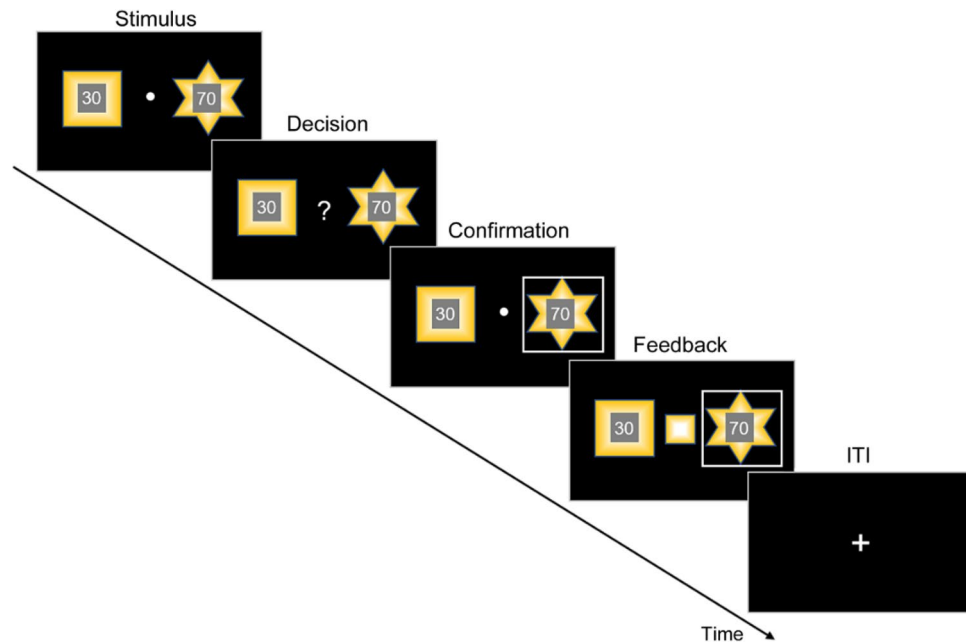 Stimulus
30
70
Decision
30 ? 70
Confirmation
30
70
Feedback
30
70
ITI
+
Time